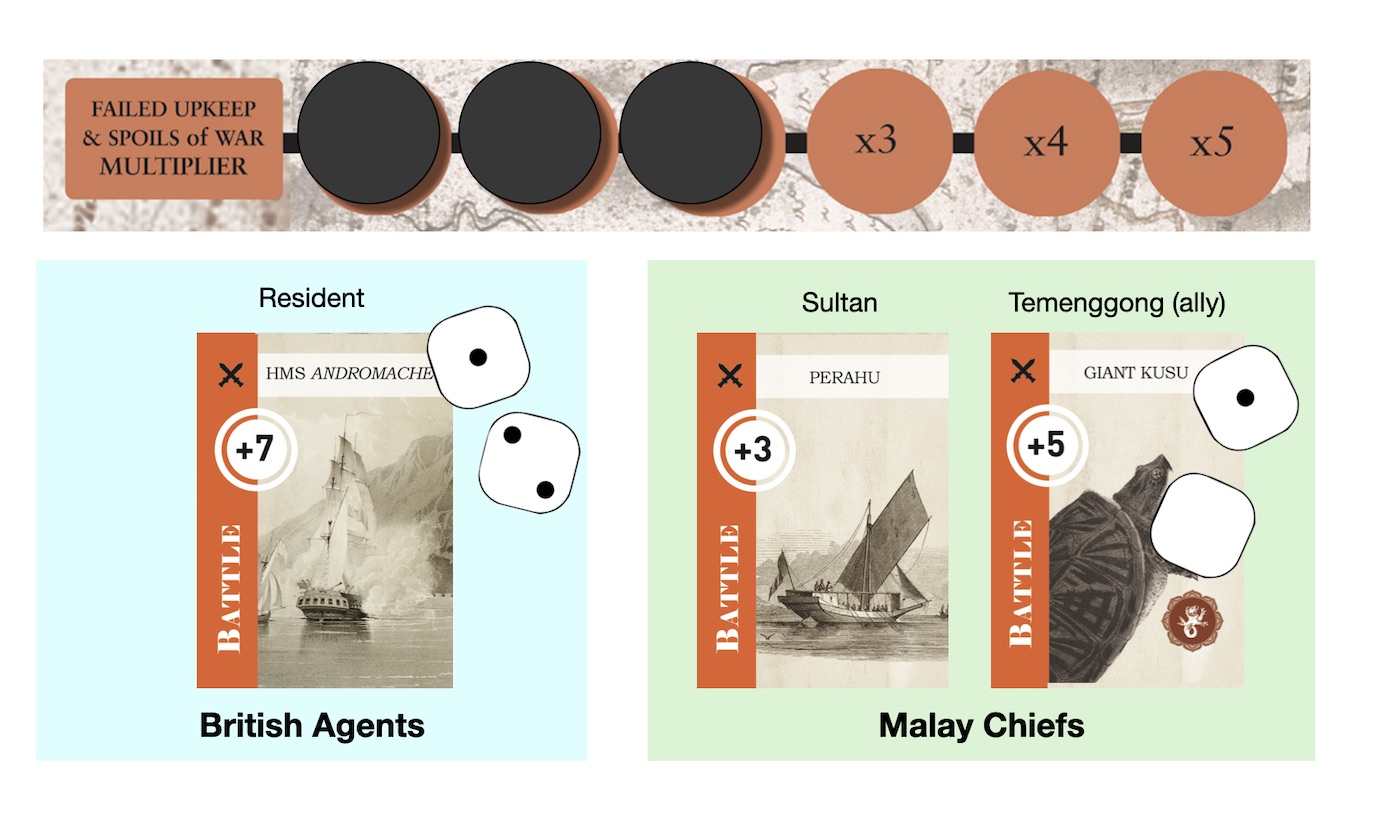 FAILED UPKEEP
& SPOILS of WAR
MULTIPLIER
x3
x4
x5
Resident
HMS ANDROMACHE
+7
BATTLE
British Agents
Sultan
PERAHU
+3
BATTLE
Temenggong (ally)
GIANT KUSU
+5
BATTLE
Malay Chiefs